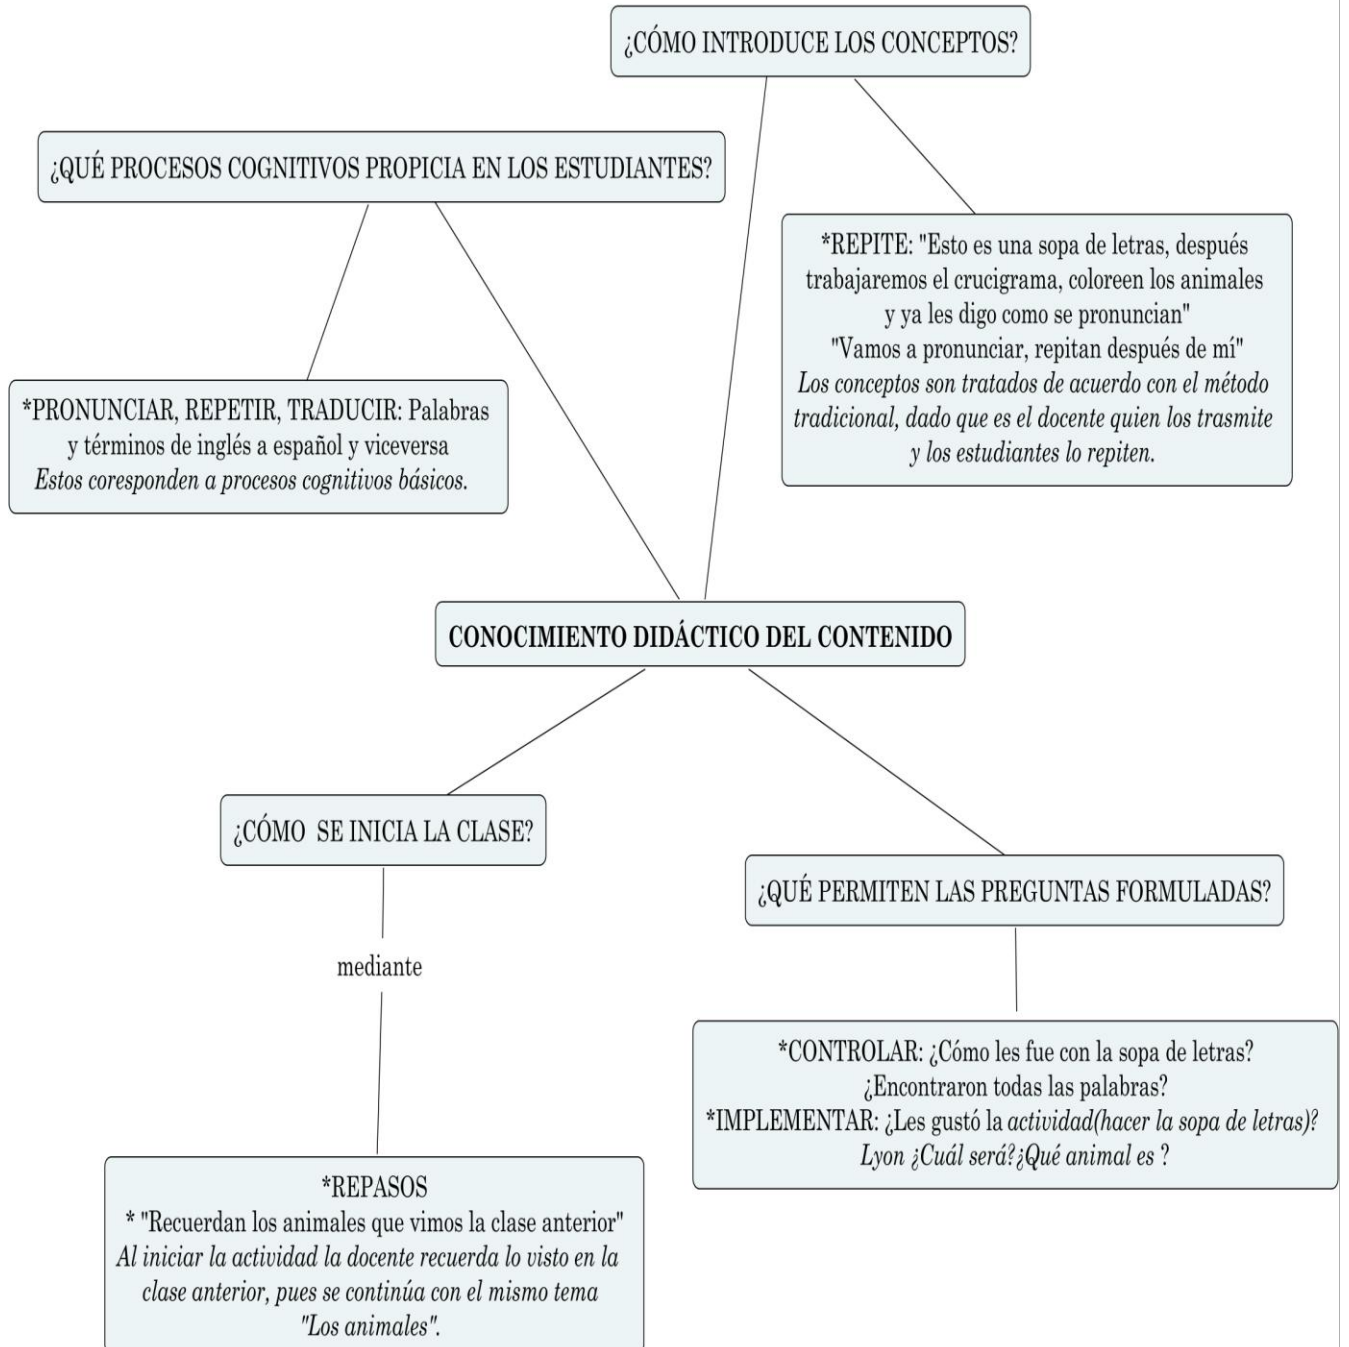 ¿CÓMO INTRODUCE LOS CONCEPTOS?
¿QUÉ PROCESOS COGNITIVOS PROPICIA EN LOS ESTUDIANTES?
*REPITE: "Esto es una sopa de letras, después
trabajaremos el crucigrama, coloreen los animales
y ya les digo como se pronuncian"
"Vamos a pronunciar, repitan después de mí"
Los conceptos son tratados de acuerdo con el método
tradicional, dado que es el docente quien los trasmite
y los estudiantes lo repiten.
*PRONUNCIAR, REPETIR, TRADUCIR: Palabras
y términos de inglés a español y viceversa
Estos coresponden a procesos cognitivos básicos.
CONOCIMIENTO DIDÁCTICO DEL CONTENIDO
¿CÓMO SE INICIA LA CLASE?
¿QUÉ PERMITEN LAS PREGUNTAS FORMULADAS?
mediante
*CONTROLAR: ¿Cómo les fue con la sopa de letras?
¿Encontraron todas las palabras?
*IMPLEMENTAR: ¿Les gustó la actividad(hacer la sopa de letras)?
Lyon ¿Cuál será?¿Qué animal es ?
*REPASOS
* "Recuerdan los animales que vimos la clase anterior"
Al iniciar la actividad la docente recuerda lo visto en la
clase anterior, pues se continúa con el mismo tema
"Los animales".